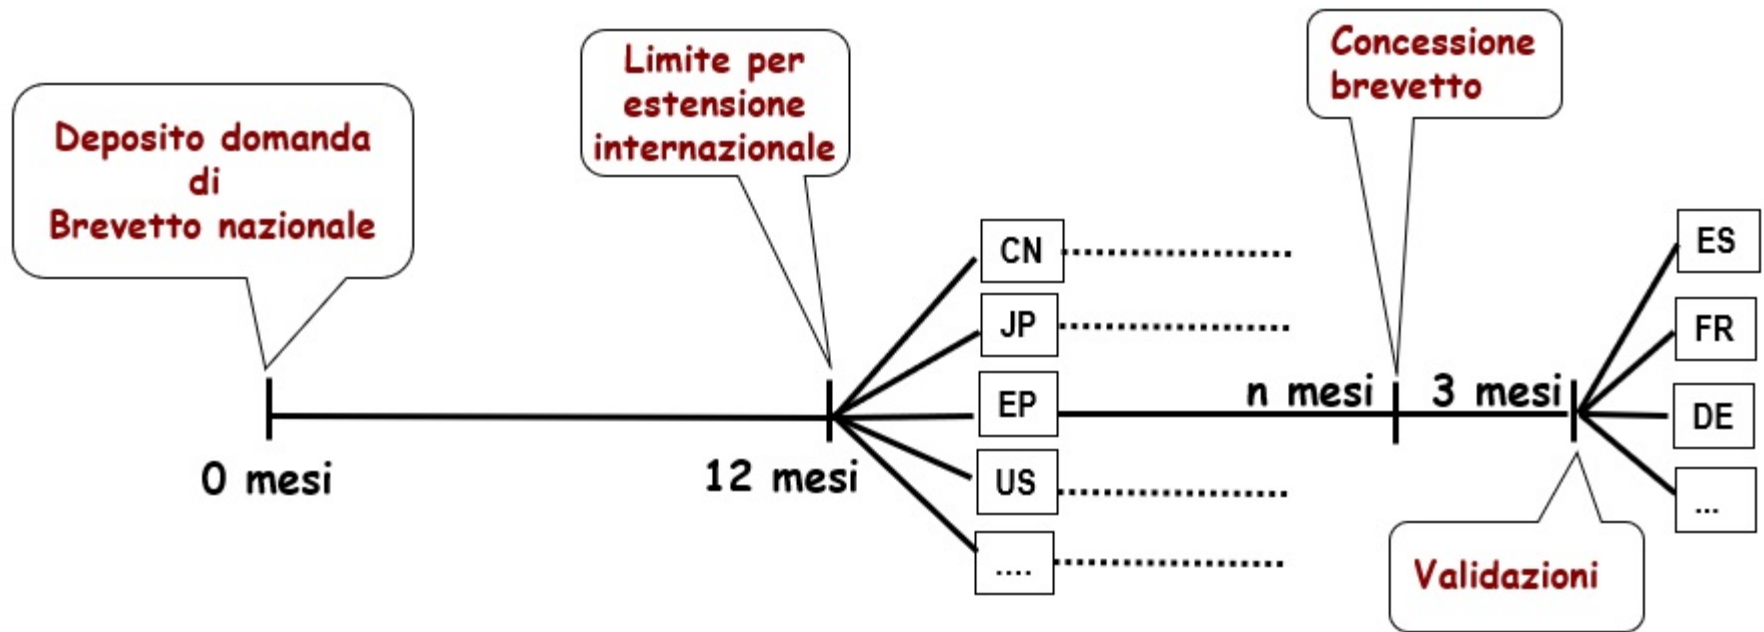 Deposito domanda
di
Brevetto nazionale
Limite per
estensione
internazionale
Concessione
brevetto
0 mesi
12 mesi
CN
JP
EP
US
....
n mesi
3 mesi
ES
FR
DE
...
Validazioni